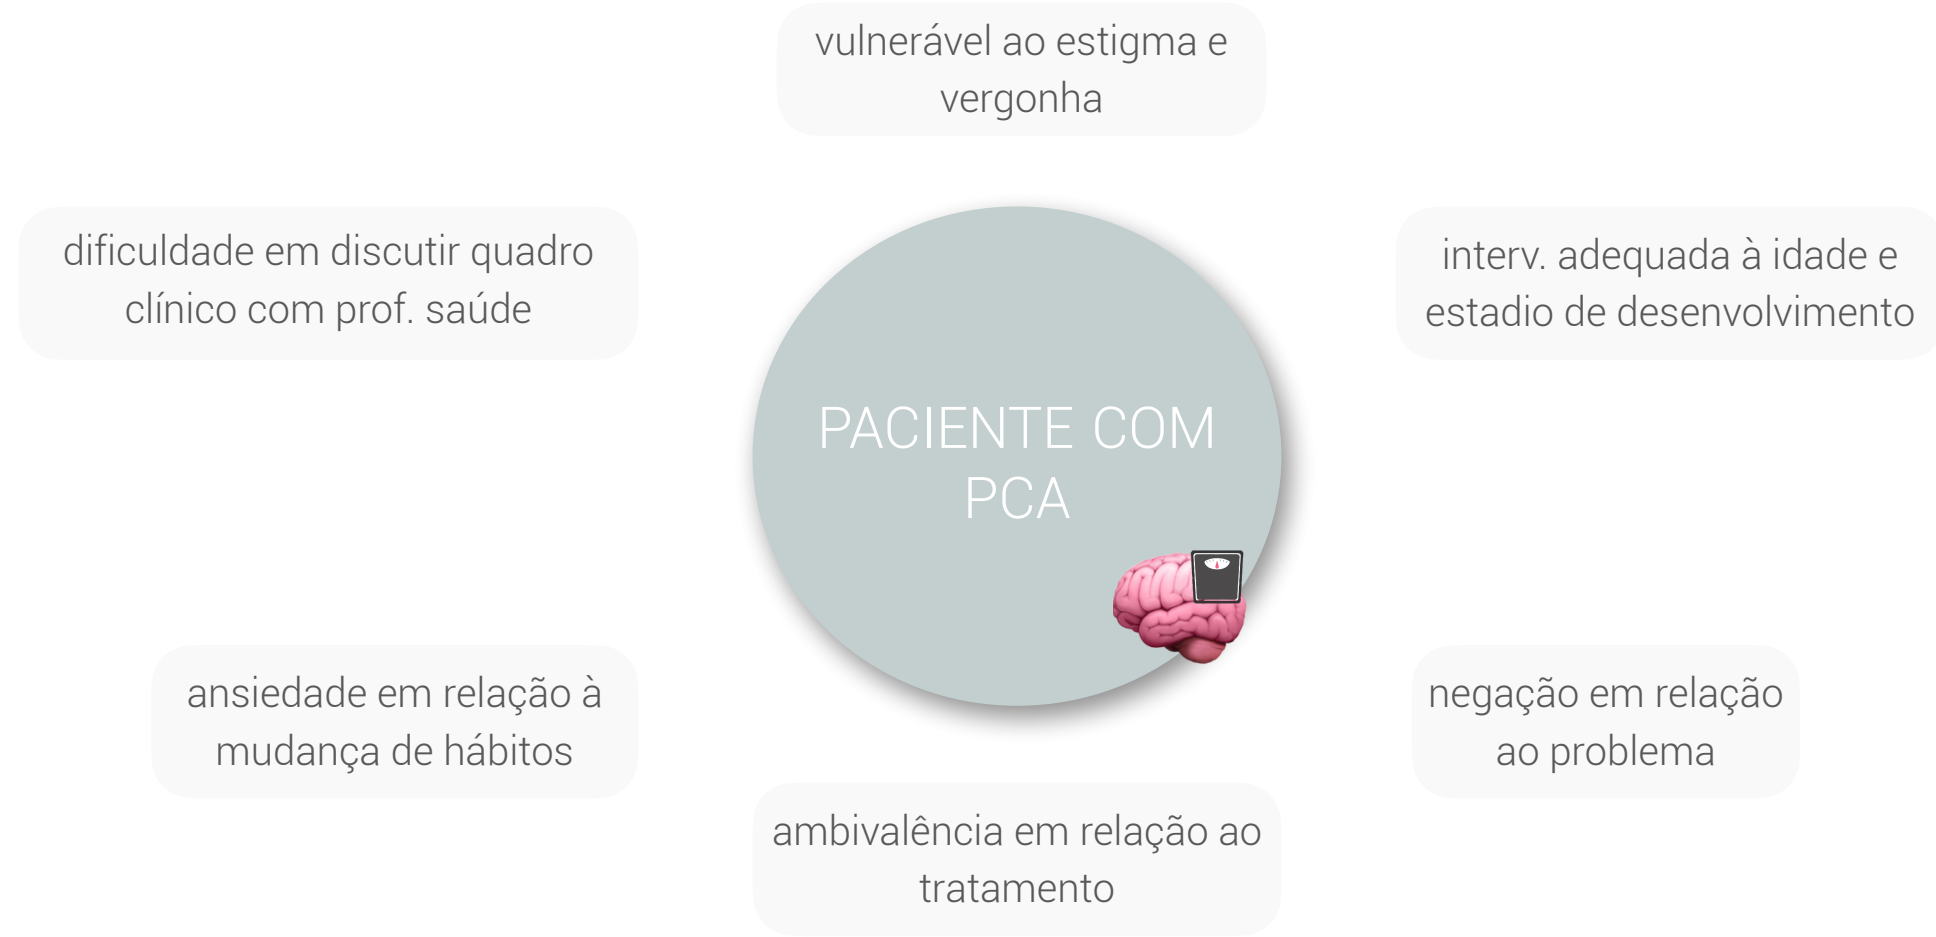 vulnerável ao estigma e
vergonha
dificuldade em discutir quadro
clínico com prof. saúde
interv. adequada à idade e
estadio de desenvolvimento
PACIENTE COM
PCA
ansiedade em relação à
mudança de hábitos
negação em relação
ao problema
ambivalência em relação ao
tratamento